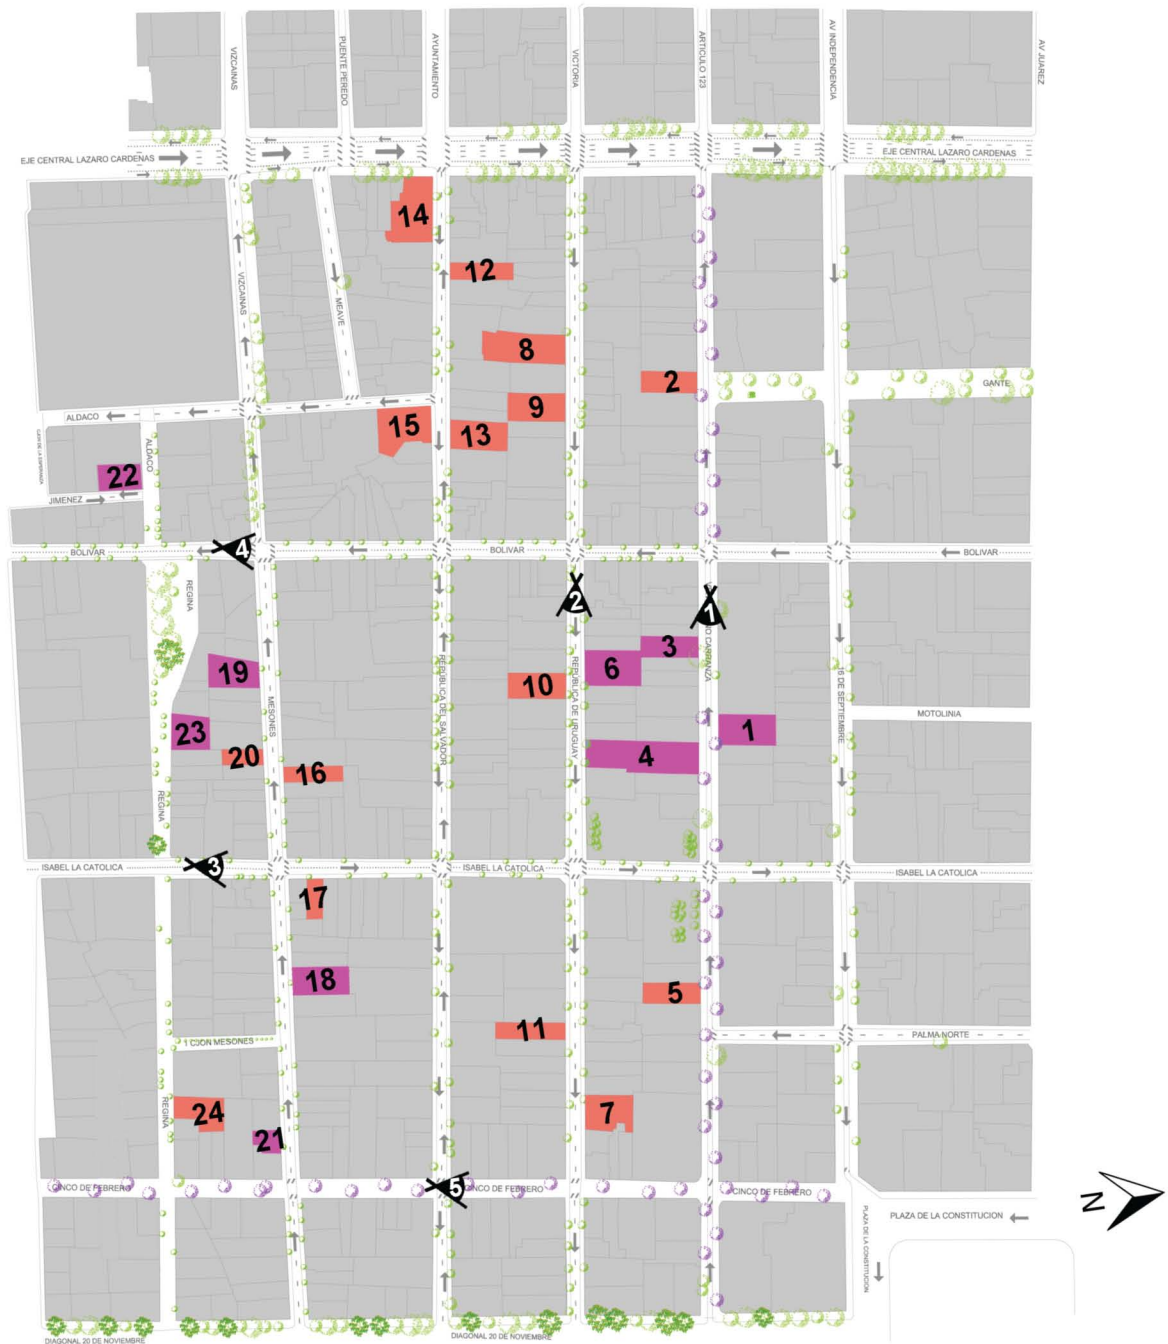 VIZCAINAS
PUENTE PEREDO
AYUNTAMIENTO
VICTORIA
ARTICULO 123
AV INDEPENDENCIA
AV JUAREZ
EJE CENTRAL LAZARO CARDENAS
EJE CENTRAL LAZARO CARDENAS
14
12
VIZCAINAS
MEAVE
8
2
GANTE
9
ALDACO
15
13
ALDACO
22
JIMENEZ
BOLIVAR
4
BOLIVAR
BOLIVAR
REGINA
2
1
NO CARRANZA
3
6
19
10
REPÚBLICA DEL SALVADOR
REPÚBLICA DE URUGUAY
16 DE SEPTIEMBRE
MESONES
MOTOLINIA
23
1
20
4
16
REGINA
ISABEL LA CATOLICA
3
ISABEL LA CATOLICA
ISABEL LA CATOLICA
17
18
5
11
PALMA NORTE
1 CJON MESONES
24
REGINA
7
21
CINCO DE FEBRERO
5
CINCO DE FEBRERO
CINCO DE FEBRERO
N
PLAZA DE LA CONSTITUCION
PLAZA DE LA CONSTITUCION
DIAGONAL 20 DE NOVIEMBRE
DIAGONAL 20 DE NOVIEMBRE